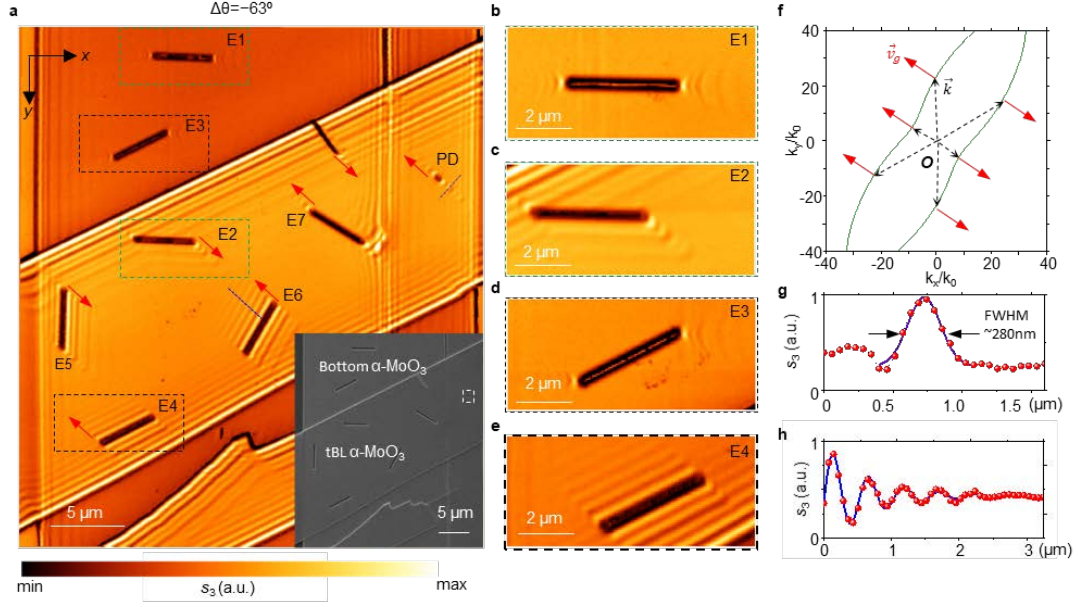 Δθ=−63º
a
x
y
E1
E3
PD
E7
E2
E6
E5
E4
Bottom α-MoO₃
tBL α-MoO₃
5 μm
5 μm
min
s₃ (a.u.)
max
b
E1
2 μm
c
E2
2 μm
d
E3
2 μm
e
E4
2 μm
f
40
20
0
-20
-40
kᵧ/k₀
v⃗g
k⃗
O
-40 -20 0 20 40
kₓ/k₀
g
1
0
s₃ (a.u.)
FWHM
~280nm
0 0.5 1.0 1.5 (μm)
h
1
0
s₃ (a.u.)
0 1 2 3 (μm)